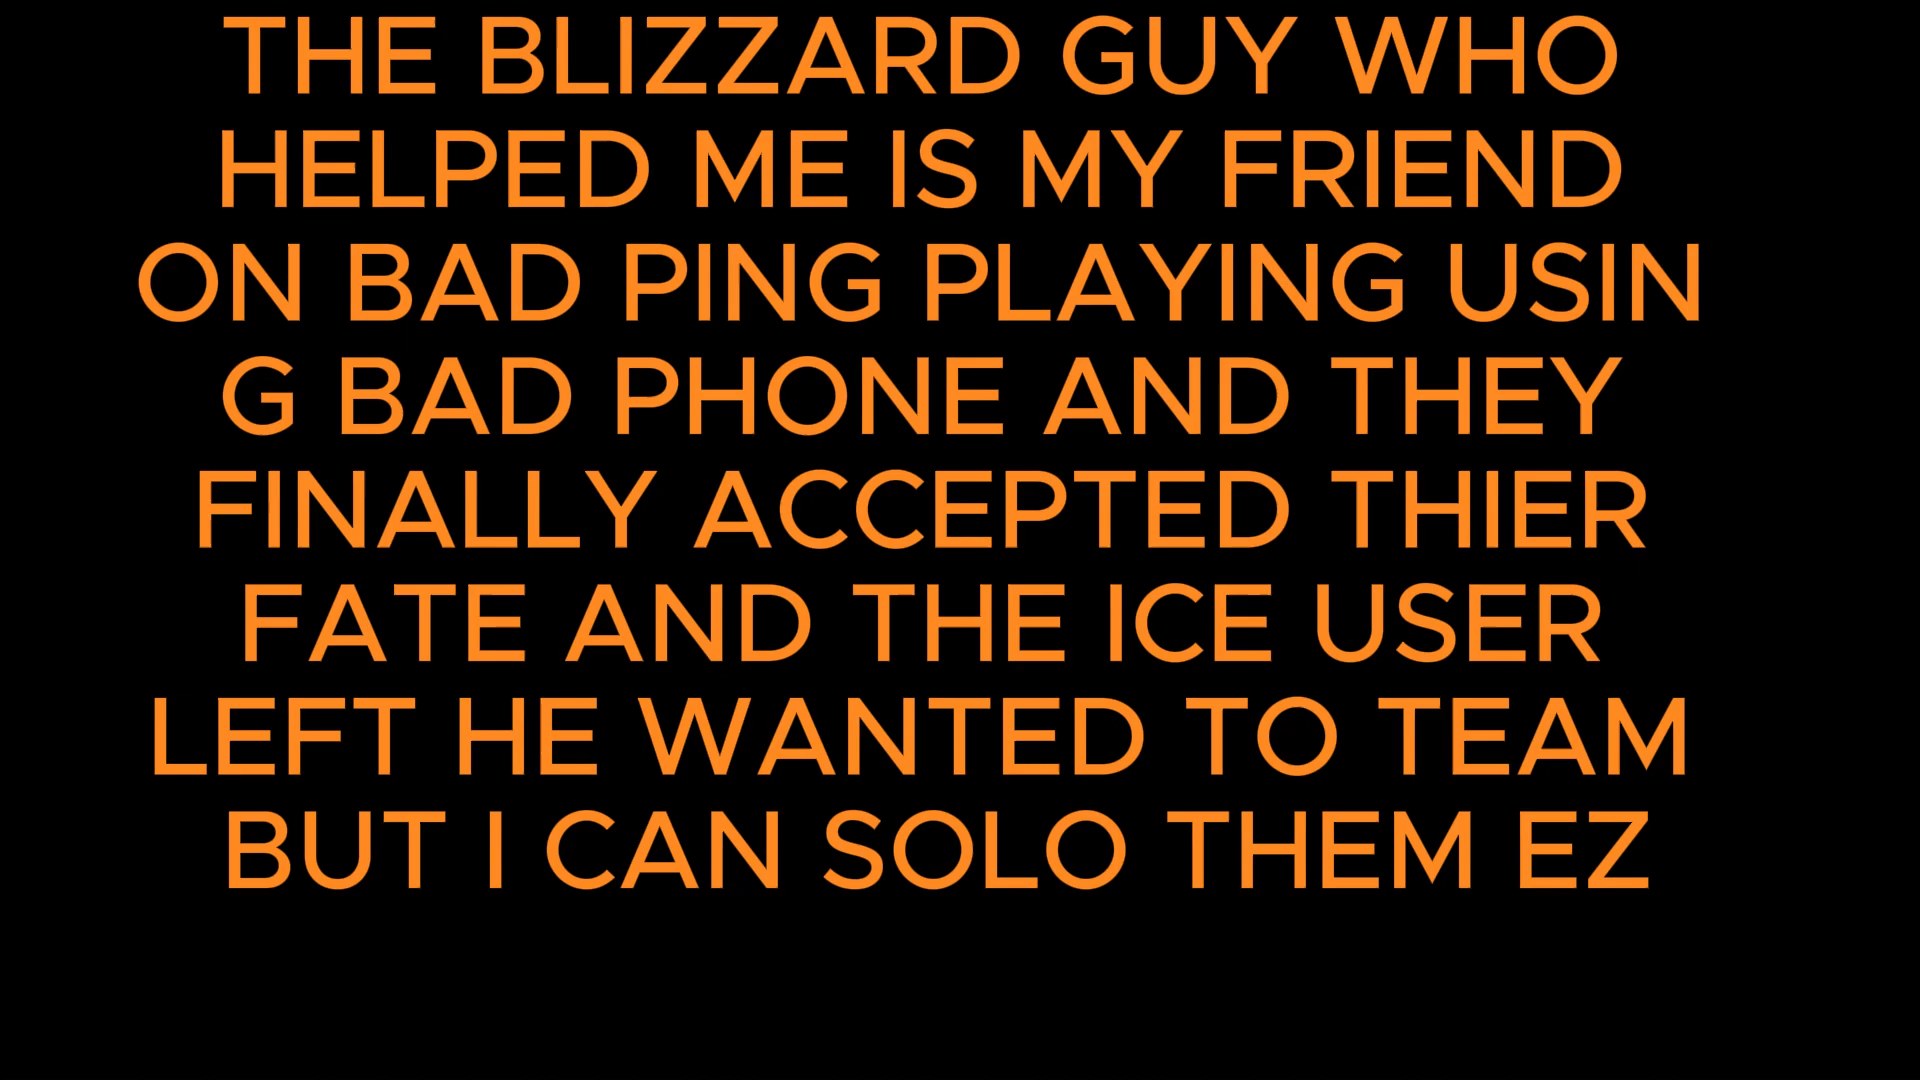 THE BLIZZARD GUY WHO
HELPED ME IS MY FRIEND
ON BAD PING PLAYING USIN
G BAD PHONE AND THEY
FINALLY ACCEPTED THIER
FATE AND THE ICE USER
LEFT HE WANTED TO TEAM
BUT I CAN SOLO THEM EZ